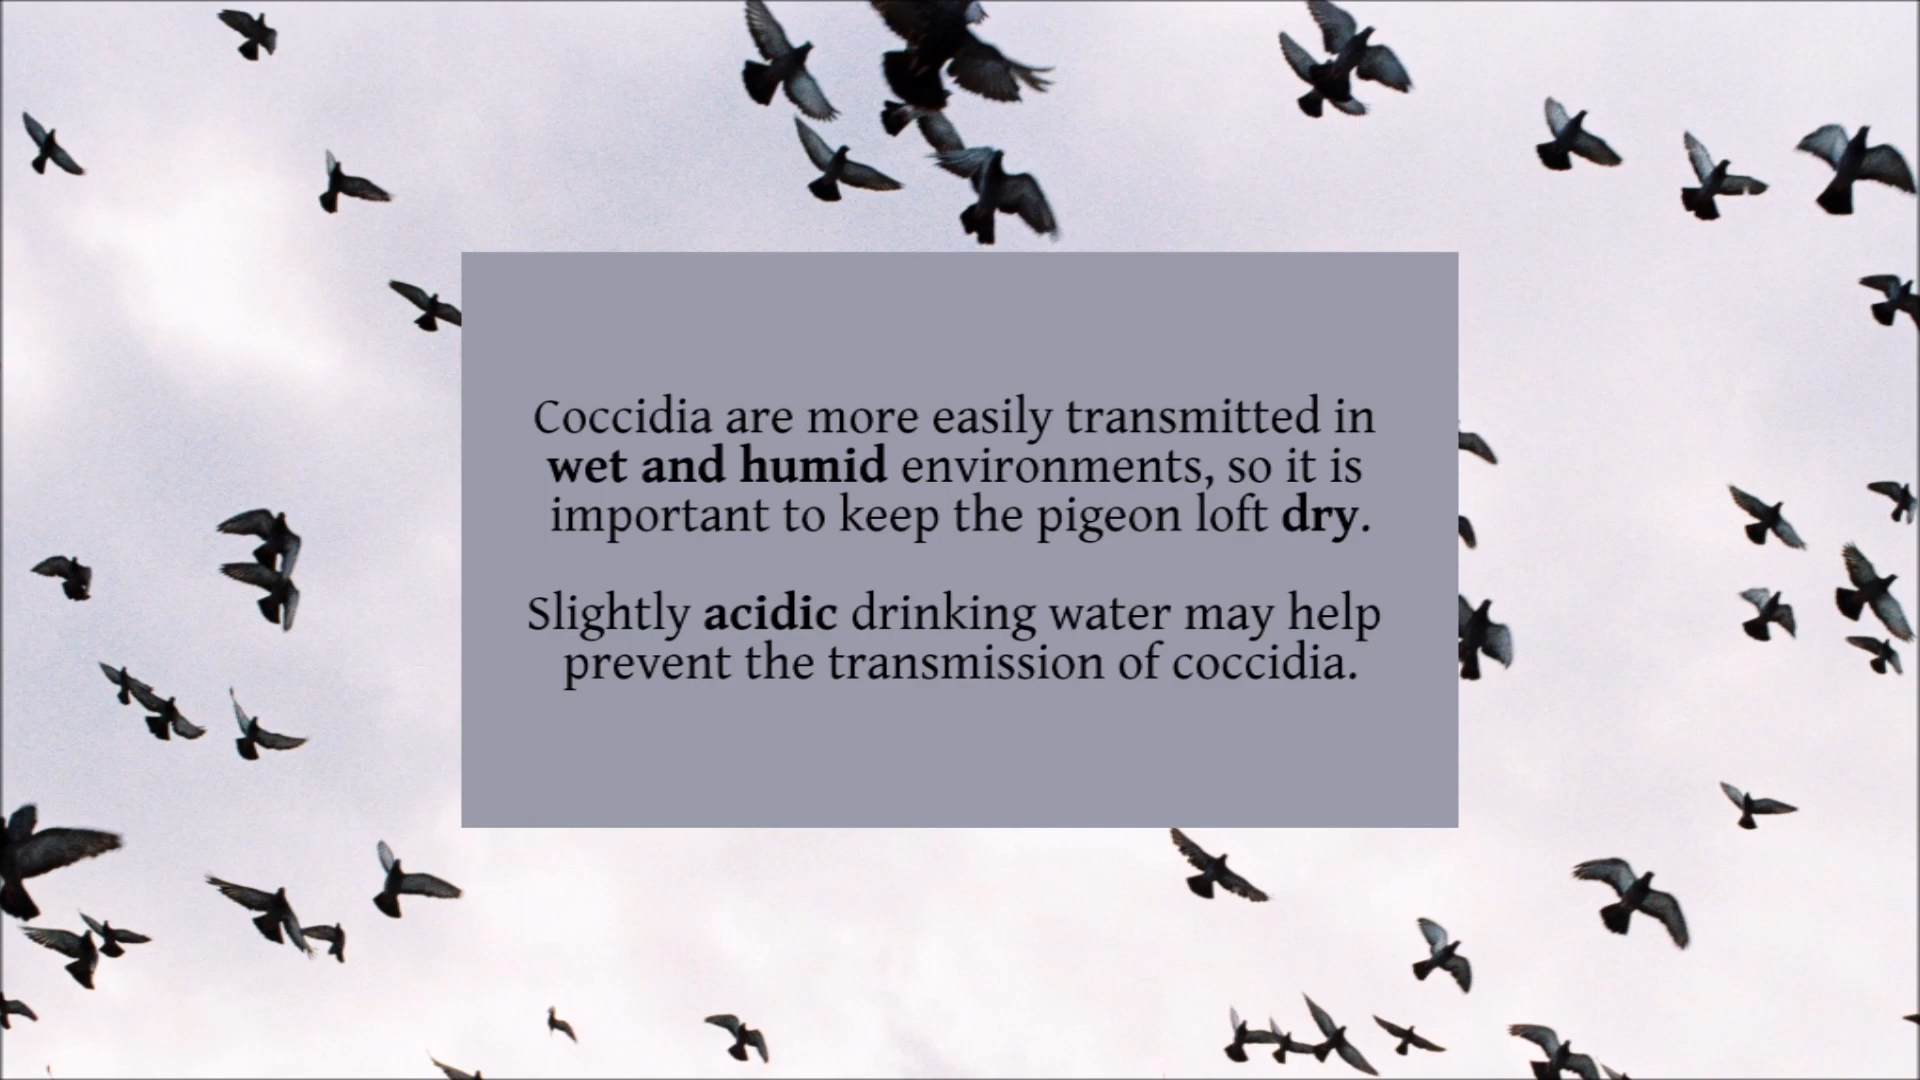 Coccidia are more easily transmitted in
wet and humid environments, so it is
important to keep the pigeon loft dry.
Slightly acidic drinking water may help
prevent the transmission of coccidia.